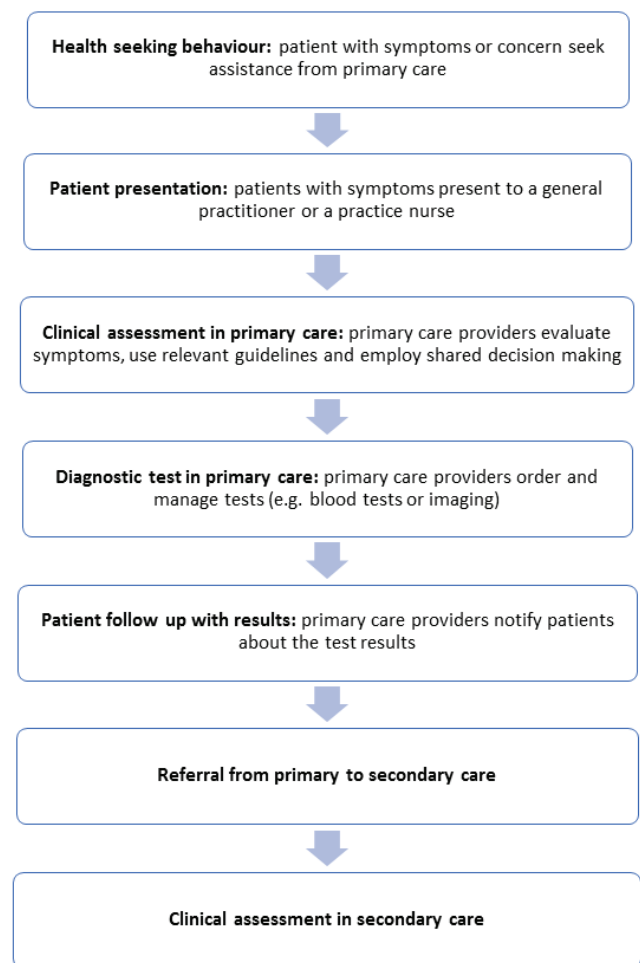 Health seeking behaviour: patient with symptoms or concern seek
assistance from primary care
Patient presentation: patients with symptoms present to a general
practitioner or a practice nurse
Clinical assessment in primary care: primary care providers evaluate
symptoms, use relevant guidelines and employ shared decision making
Diagnostic test in primary care: primary care providers order and
manage tests (e.g. blood tests or imaging)
Patient follow up with results: primary care providers notify patients
about the test results
Referral from primary to secondary care
Clinical assessment in secondary care